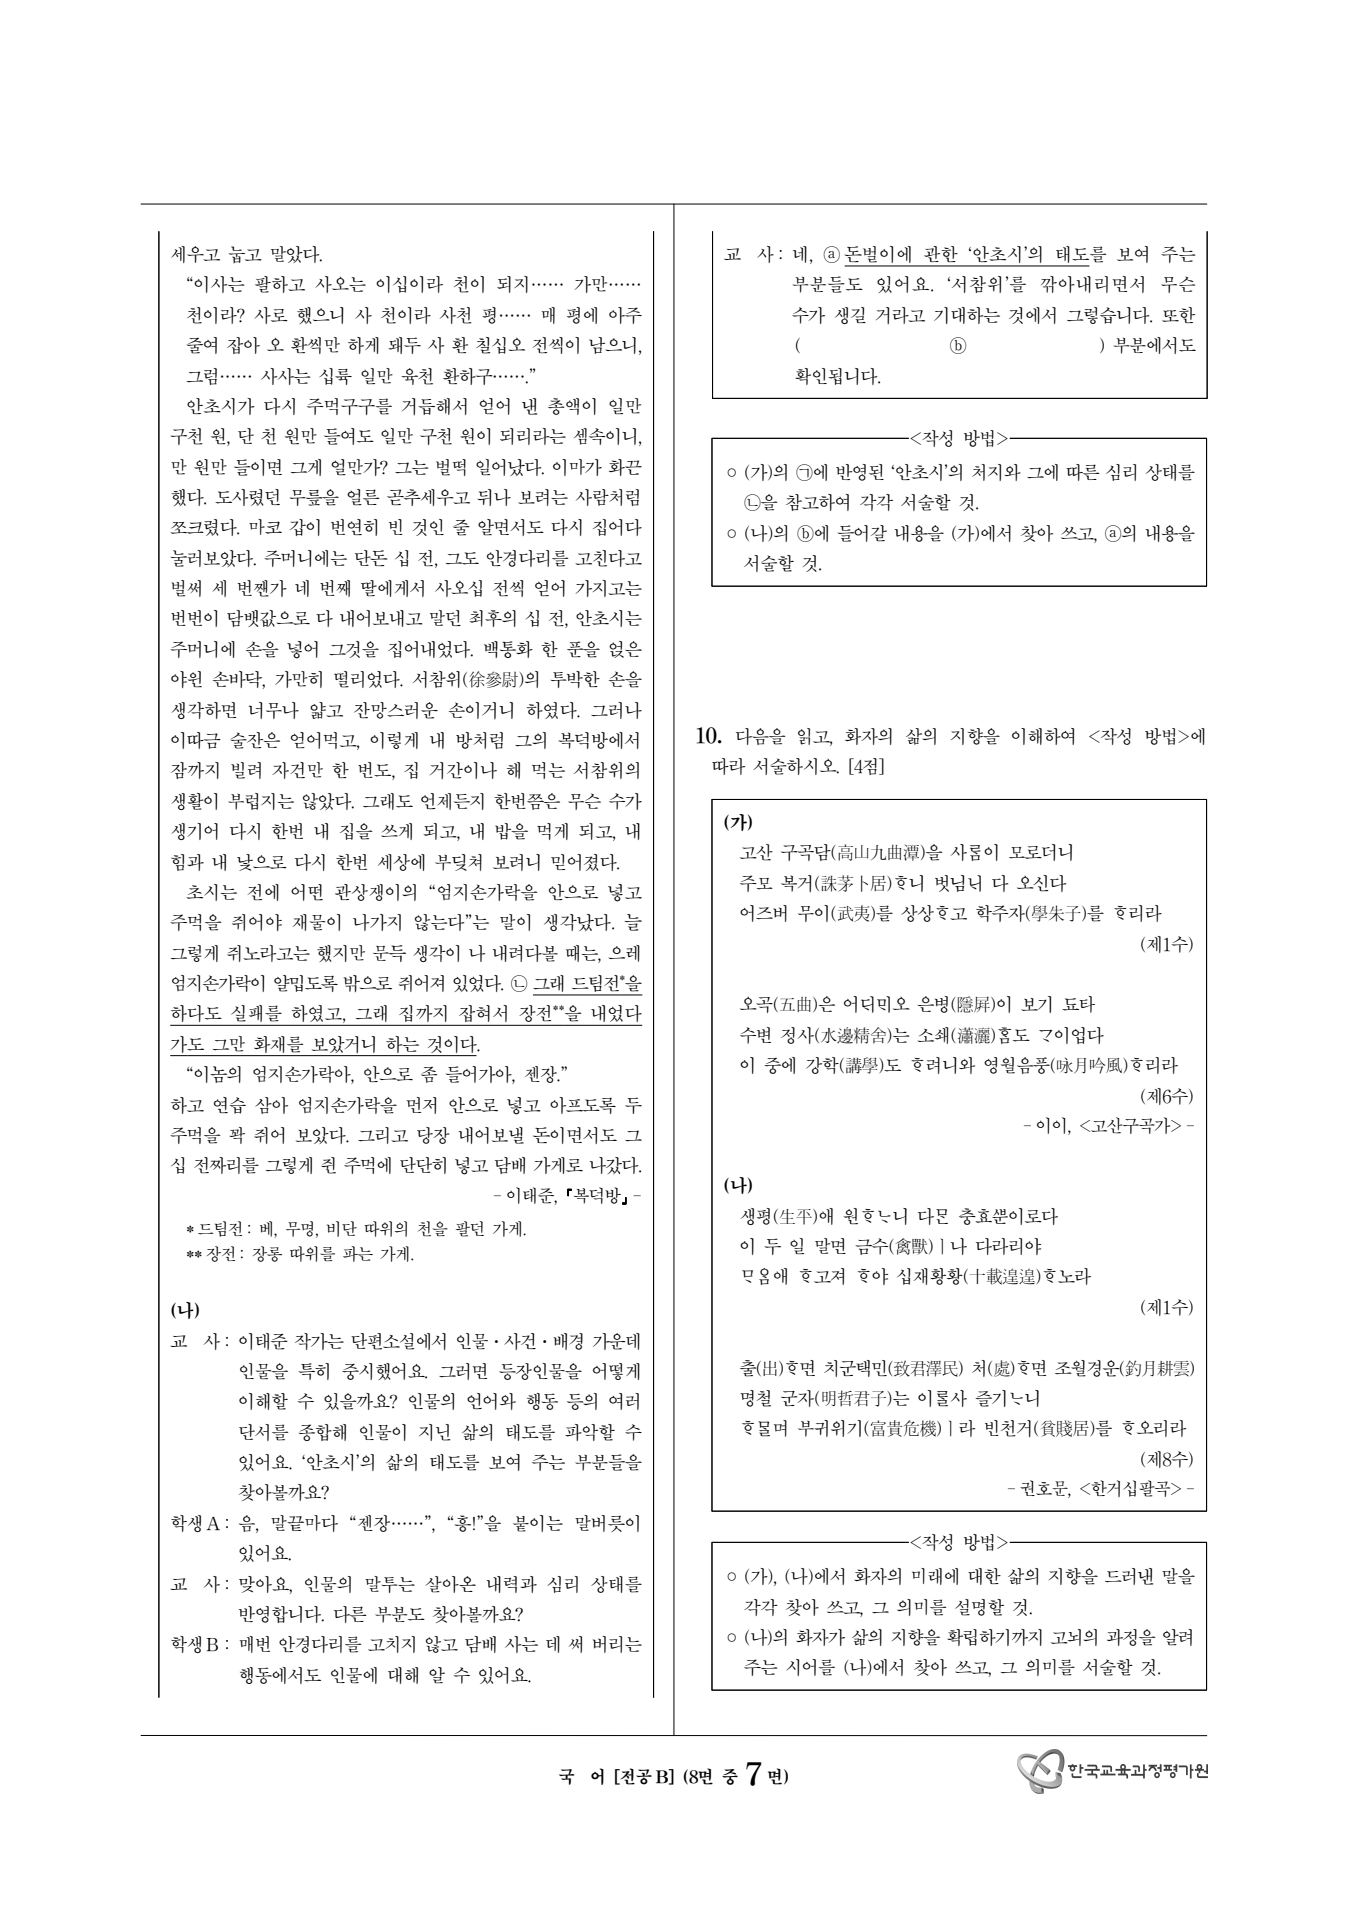 세우고 눕고 말았다.
“이사는 팔하고 사오는 이십이라 천이 되지…… 가만……
천이라? 사로 했으니 사 천이라 사천 평…… 매 평에 아주
줄여 잡아 오 환씩만 하게 돼두 사 환 칠십오 전씩이 남으니,
그럼…… 사사는 십륙 일만 육천 환하구…….”
안초시가 다시 주먹구구를 거듭해서 얻어 낸 총액이 일만
구천 원, 단 천 원만 들여도 일만 구천 원이 되리라는 셈속이니,
만 원만 들이면 그게 얼만가? 그는 벌떡 일어났다. 이마가 화끈
했다. 도사렸던 무릎을 얼른 곧추세우고 뒤나 보려는 사람처럼
쪼크렸다. 마코 갑이 번연히 빈 것인 줄 알면서도 다시 집어다
눌러보았다. 주머니에는 단돈 십 전, 그도 안경다리를 고친다고
벌써 세 번짼가 네 번째 딸에게서 사오십 전씩 얻어 가지고는
번번이 담뱃값으로 다 내어보내고 말던 최후의 십 전, 안초시는
주머니에 손을 넣어 그것을 집어내었다. 백통화 한 푼을 얹은
야윈 손바닥, 가만히 떨리었다. 서참위(徐參尉)의 투박한 손을
생각하면 너무나 얇고 잔망스러운 손이거니 하였다. 그러나
이따금 술잔은 얻어먹고, 이렇게 내 방처럼 그의 복덕방에서
잠까지 빌려 자건만 한 번도, 집 거간이나 해 먹는 서참위의
생활이 부럽지는 않았다. 그래도 언제든지 한번쯤은 무슨 수가
생기어 다시 한번 내 집을 쓰게 되고, 내 밥을 먹게 되고, 내
힘과 내 낯으로 다시 한번 세상에 부딪쳐 보려니 믿어졌다.
초시는 전에 어떤 관상쟁이의 “엄지손가락을 안으로 넣고
주먹을 쥐어야 재물이 나가지 않는다”는 말이 생각났다. 늘
그렇게 쥐노라고는 했지만 문득 생각이 나 내려다볼 때는, 으레
엄지손가락이 얄밉도록 밖으로 쥐어져 있었다. ㉡ 그래 드팀전*을
하다도 실패를 하였고, 그래 집까지 잡혀서 장전**을 내었다
가도 그만 화재를 보았거니 하는 것이다.
“이놈의 엄지손가락아, 안으로 좀 들어가아, 젠장.”
하고 연습 삼아 엄지손가락을 먼저 안으로 넣고 아프도록 두
주먹을 꽉 쥐어 보았다. 그리고 당장 내어보낼 돈이면서도 그
십 전짜리를 그렇게 쥔 주먹에 단단히 넣고 담배 가게로 나갔다.
- 이태준, 『복덕방』 -
* 드팀전 : 베, 무명, 비단 따위의 천을 팔던 가게.
** 장전 : 장롱 따위를 파는 가게.
(나)
교 사 : 이태준 작가는 단편소설에서 인물·사건·배경 가운데
인물을 특히 중시했어요. 그러면 등장인물을 어떻게
이해할 수 있을까요? 인물의 언어와 행동 등의 여러
단서를 종합해 인물이 지닌 삶의 태도를 파악할 수
있어요. ‘안초시’의 삶의 태도를 보여 주는 부분들을
찾아볼까요?
학생 A : 음, 말끝마다 “젠장……”, “흥!”을 붙이는 말버릇이
있어요.
교 사 : 맞아요, 인물의 말투는 살아온 내력과 심리 상태를
반영합니다. 다른 부분도 찾아볼까요?
학생 B : 매번 안경다리를 고치지 않고 담배 사는 데 써 버리는
행동에서도 인물에 대해 알 수 있어요.
교 사 : 네, ⓐ 돈벌이에 관한 ‘안초시’의 태도를 보여 주는
부분들도 있어요. ‘서참위’를 깎아내리면서 무슨
수가 생길 거라고 기대하는 것에서 그렇습니다. 또한
( ⓑ ) 부분에서도
확인됩니다.
<작성 방법>
○ (가)의 ㉠에 반영된 ‘안초시’의 처지와 그에 따른 심리 상태를
㉡을 참고하여 각각 서술할 것.
○ (나)의 ⓑ에 들어갈 내용을 (가)에서 찾아 쓰고, ⓐ의 내용을
서술할 것.
10. 다음을 읽고, 화자의 삶의 지향을 이해하여 <작성 방법>에
따라 서술하시오. [4점]
(가)
고산 구곡담(高山九曲潭)을 사ᄅᆞᆷ이 모로더니
주모 복거(誅茅卜居)ᄒᆞ니 벗님ᄂᆡ 다 오신다
어즈버 무이(武夷)를 상상ᄒᆞ고 학주자(學朱子)를 ᄒᆞ리라
(제1수)
오곡(五曲)은 어ᄃᆡᄆᆡ오 은병(隱屛)이 보기 됴타
수변 정사(水邊精舍)는 소쇄(瀟灑)홈도 ᄀᆞ이업다
이 중에 강학(講學)도 ᄒᆞ려니와 영월음풍(咏月吟風)ᄒᆞ리라
(제6수)
- 이이, <고산구곡가> -
(나)
생평(生平)애 원ᄒᆞᄂᆞ니 다믄 충효ᄲᅮᆫ이로다
이 두 일 말면 금수(禽獸)ㅣ나 다라리야
ᄆᆞᄋᆞᆷ애 ᄒᆞ고져 ᄒᆞ야 십재황황(十載遑遑)ᄒᆞ노라
(제1수)
출(出)ᄒᆞ면 치군택민(致君澤民) 처(處)ᄒᆞ면 조월경운(釣月耕雲)
명철 군자(明哲君子)는 이ᄅᆞᆯ사 즐기ᄂᆞ니
ᄒᆞᄆᆞᆯ며 부귀위기(富貴危機)ㅣ라 빈천거(貧賤居)를 ᄒᆞ오리라
(제8수)
- 권호문, <한거십팔곡> -
<작성 방법>
○ (가), (나)에서 화자의 미래에 대한 삶의 지향을 드러낸 말을
각각 찾아 쓰고, 그 의미를 설명할 것.
○ (나)의 화자가 삶의 지향을 확립하기까지 고뇌의 과정을 알려
주는 시어를 (나)에서 찾아 쓰고, 그 의미를 서술할 것.
국 어 [전공 B] (8면 중 7 면)
한국교육과정평가원